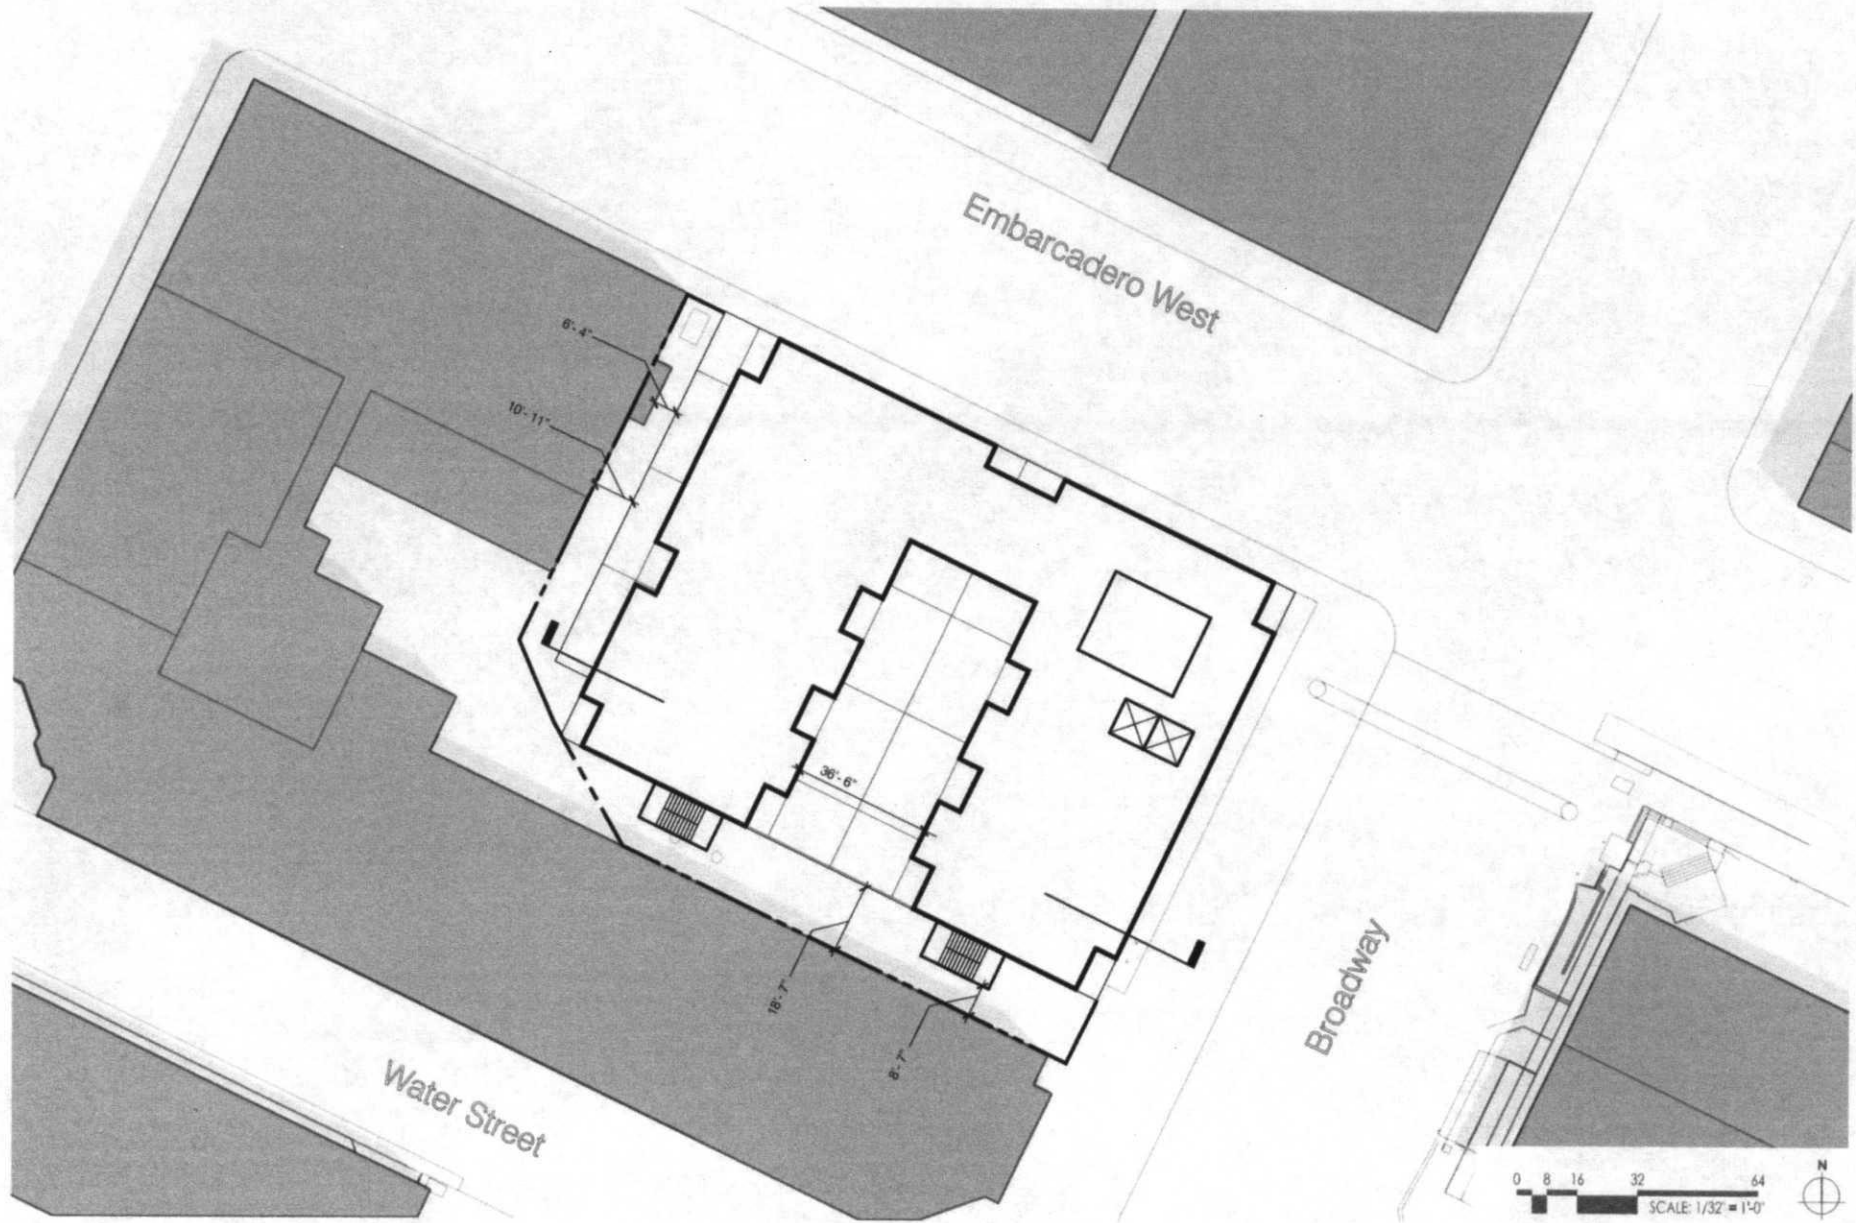 Embarcadero West
6'- 4"
10'- 11"
36'- 6"
18'- 7"
8'- 7"
Broadway
Water Street
N
0 8 16 32 64
SCALE: 1/32" = 1'-0"